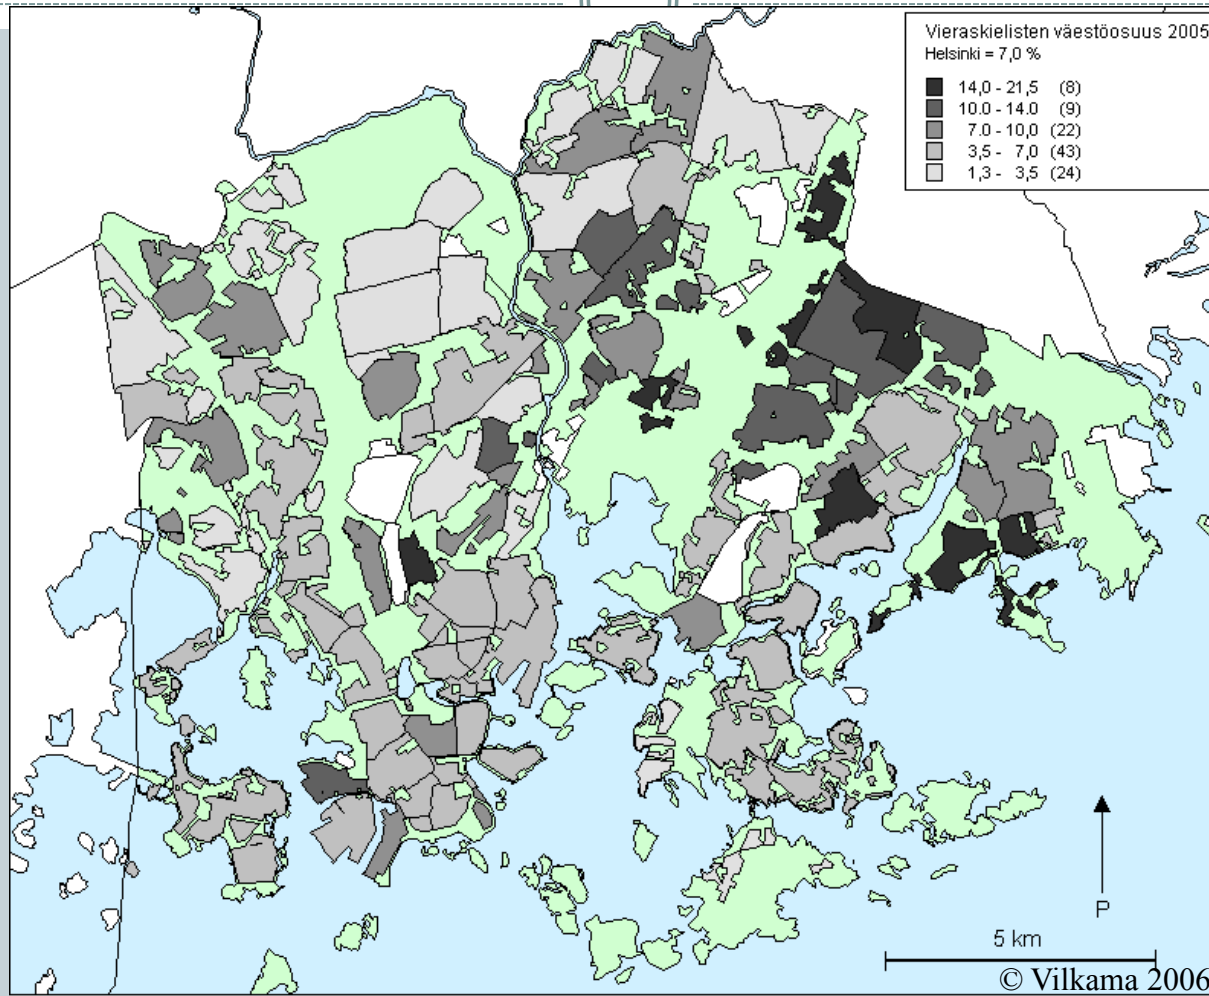 Vieraskielisten väestöosuus 2005
Helsinki = 7,0 %
14,0 - 21,5 (8)
10.0 - 14.0 (9)
7.0 - 10,0 (22)
3,5 - 7,0 (43)
1,3 - 3,5 (24)
P
5 km
© Vilkama 2006